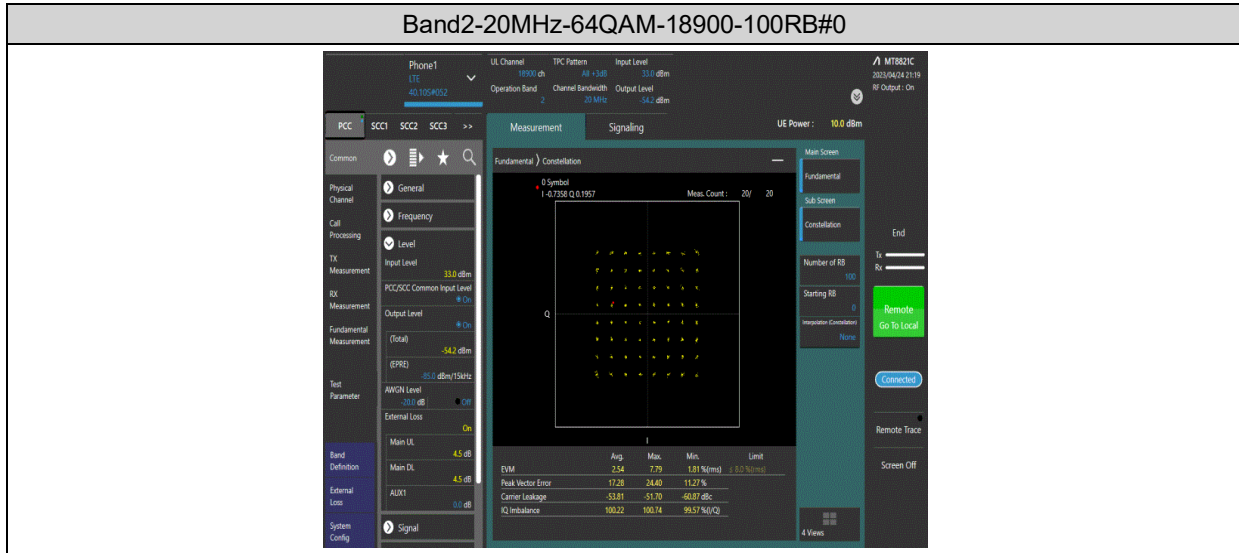 Band2-20MHz-64QAM-18900-100RB#0
Phone1
LTE
40.10S#052
UL Channel
18900 ch
TPC Pattern
All +3dB
Input Level
33.0 dBm
Operation Band
2
Channel Bandwidth
20 MHz
Output Level
-54.2 dBm
MT8821C
2023/04/24 21:19
RF Output : On
PCC SCC1 SCC2 SCC3 >>
Measurement Signaling
UE Power : 10.0 dBm
Common
Physical
Channel
Call
Processing
TX
Measurement
RX
Measurement
Fundamental
Measurement
Test
Parameter
Band
Definition
External
Loss
System
Config
General
Frequency
Level
Input Level
33.0 dBm
PCC/SCC Common Input Level
On
Output Level
On
(Total)
-54.2 dBm
(EPRE)
-85.0 dBm/15kHz
AWGN Level
-20.0 dB Off
External Loss
On
Main UL
4.5 dB
Main DL
4.5 dB
AUX1
0.0 dB
Signal
Fundamental Constellation
0 Symbol
I -0.7358 Q 0.1957
Meas. Count : 20/ 20
Q
I
Avg. Max. Min. Limit
EVM 2.54 7.79 1.81 %(rms) ≤ 8.0 %(rms)
Peak Vector Error 17.28 24.40 11.27 %
Carrier Leakage -53.81 -51.70 -60.87 dBc
IQ Imbalance 100.22 100.74 99.57 %(I/Q)
Main Screen
Fundamental
Sub Screen
Constellation
Number of RB
100
Starting RB
0
Interpolation (Constellation)
None
4 Views
End
Tx
Rx
Remote
Go To Local
Connected
Remote Trace
Screen Off